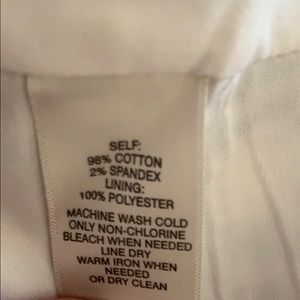 SELF:
98% COTTON
2% SPANDEX
LINING:
100% POLYESTER
MACHINE WASH COLD
ONLY NON-CHLORINE
BLEACH WHEN NEEDED
LINE DRY
WARM IRON WHEN
NEEDED
OR DRY CLEAN